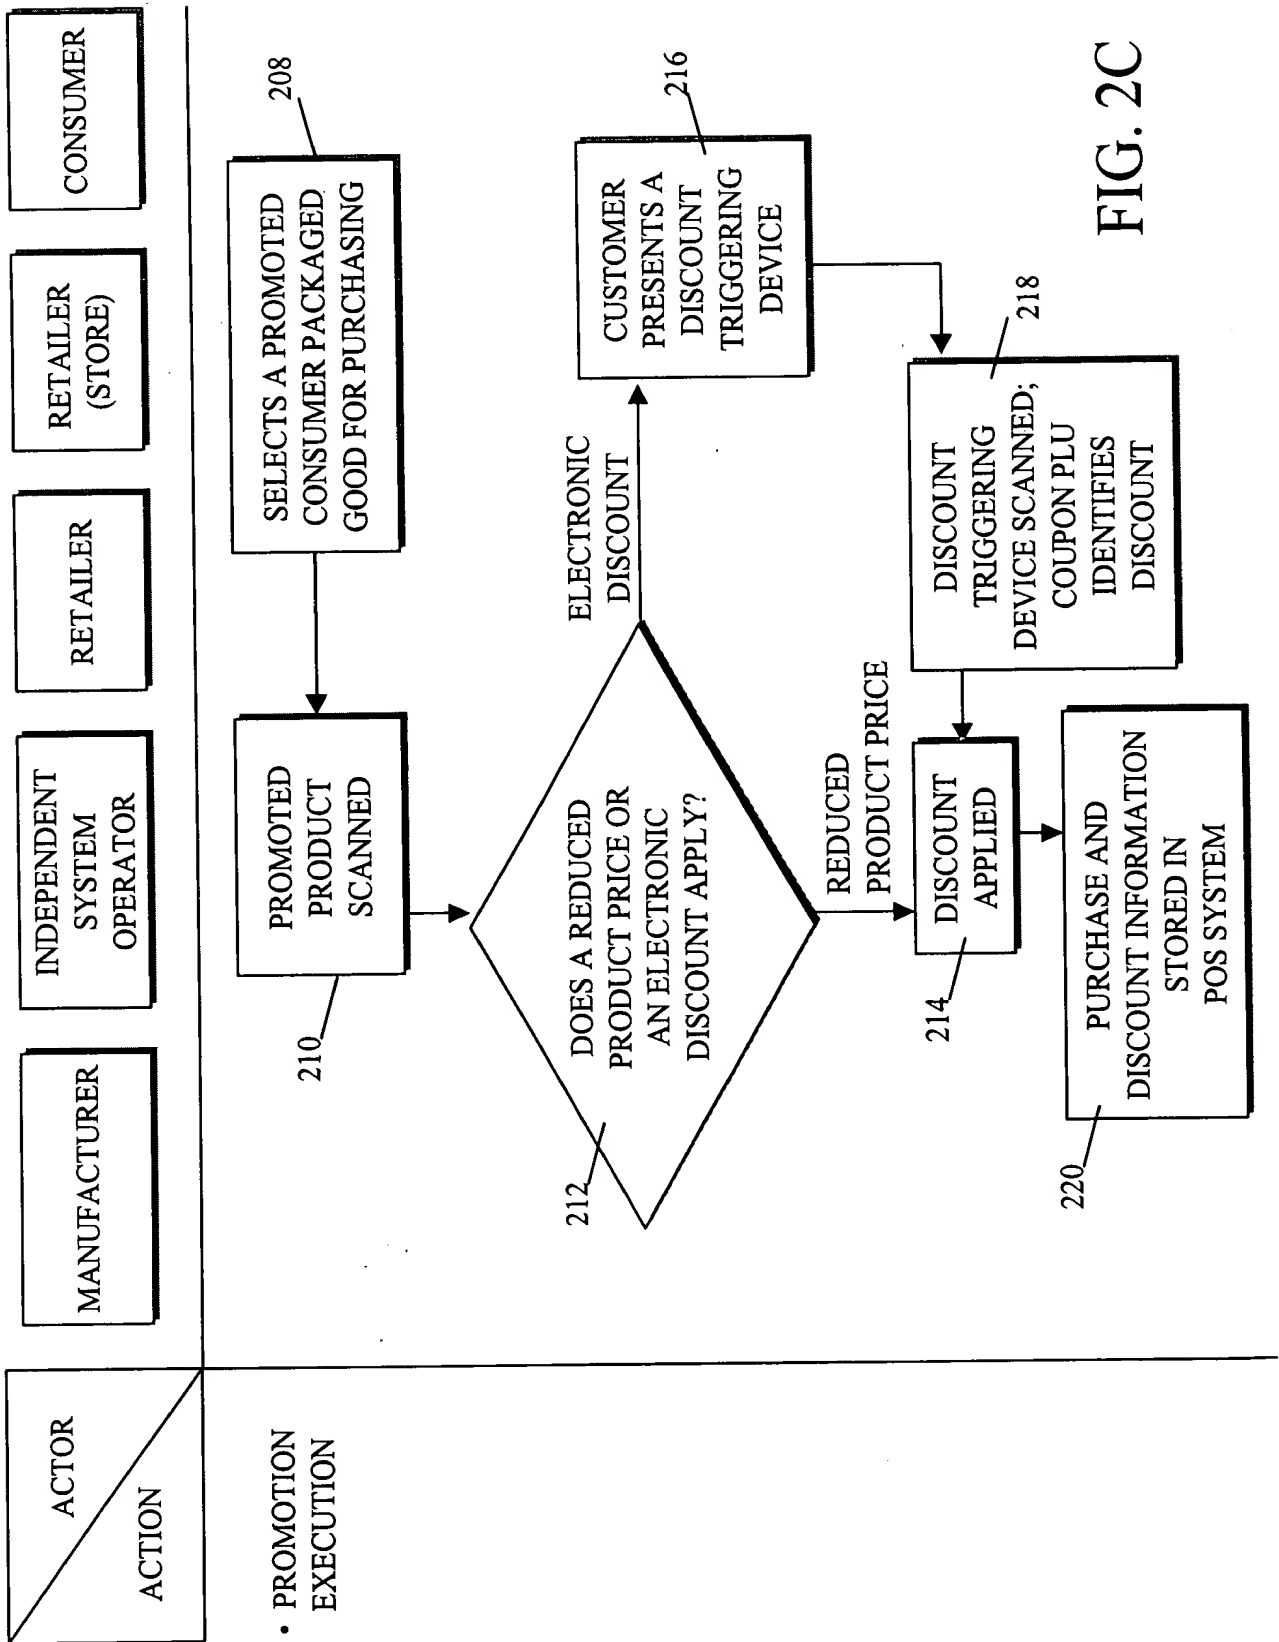 ACTOR
ACTION
MANUFACTURER
INDEPENDENT
SYSTEM
OPERATOR
RETAILER
RETAILER
(STORE)
CONSUMER
• PROMOTION
EXECUTION
208
SELECTS A PROMOTED
CONSUMER PACKAGED
GOOD FOR PURCHASING
PROMOTED
PRODUCT
SCANNED
210
DOES A REDUCED
PRODUCT PRICE OR
AN ELECTRONIC
DISCOUNT APPLY?
212
ELECTRONIC
DISCOUNT
216
CUSTOMER
PRESENTS A
DISCOUNT
TRIGGERING
DEVICE
REDUCED
PRODUCT PRICE
218
DISCOUNT
TRIGGERING
DEVICE SCANNED;
COUPON PLU
IDENTIFIES
DISCOUNT
DISCOUNT
APPLIED
214
PURCHASE AND
DISCOUNT INFORMATION
STORED IN
POS SYSTEM
220
FIG. 2C